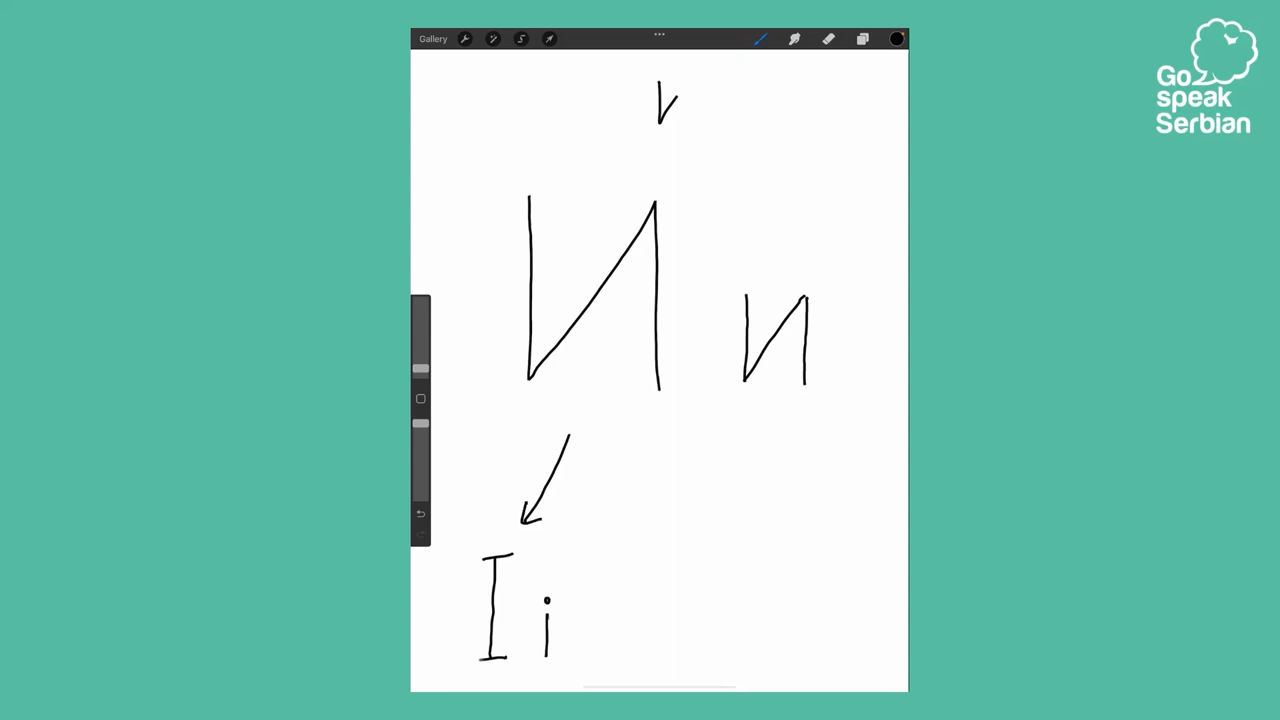 Gallery
Go
speak
Serbian
И и
I i